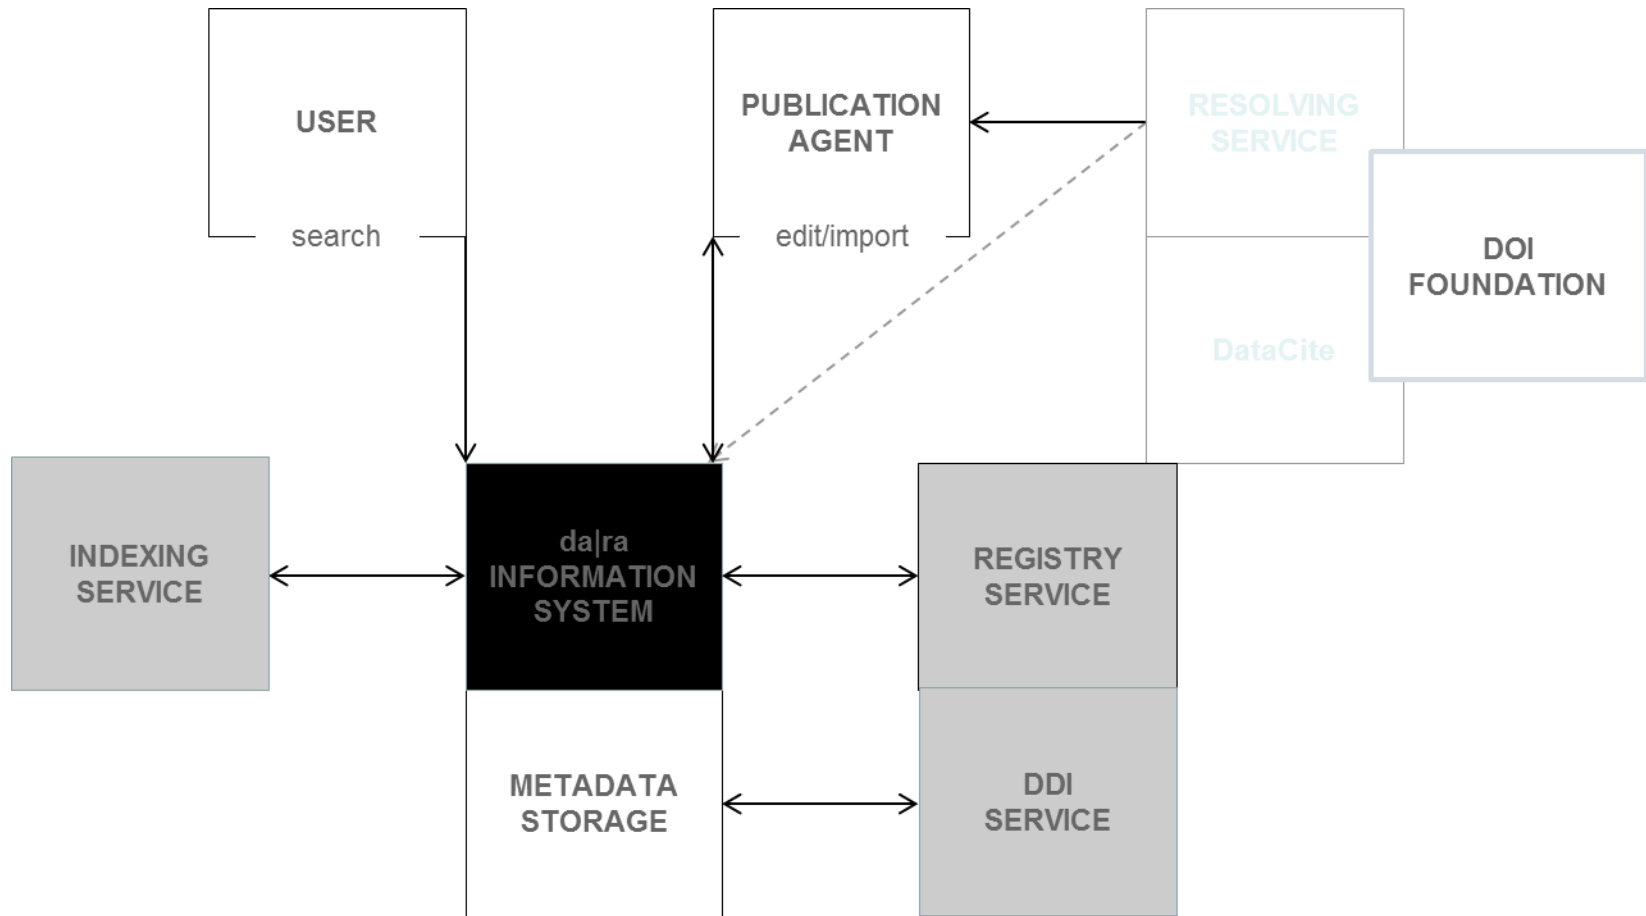 USER
search
PUBLICATION
AGENT
edit/import
RESOLVING
SERVICE
DOI
FOUNDATION
DataCite
INDEXING
SERVICE
da|ra
INFORMATION
SYSTEM
REGISTRY
SERVICE
METADATA
STORAGE
DDI
SERVICE